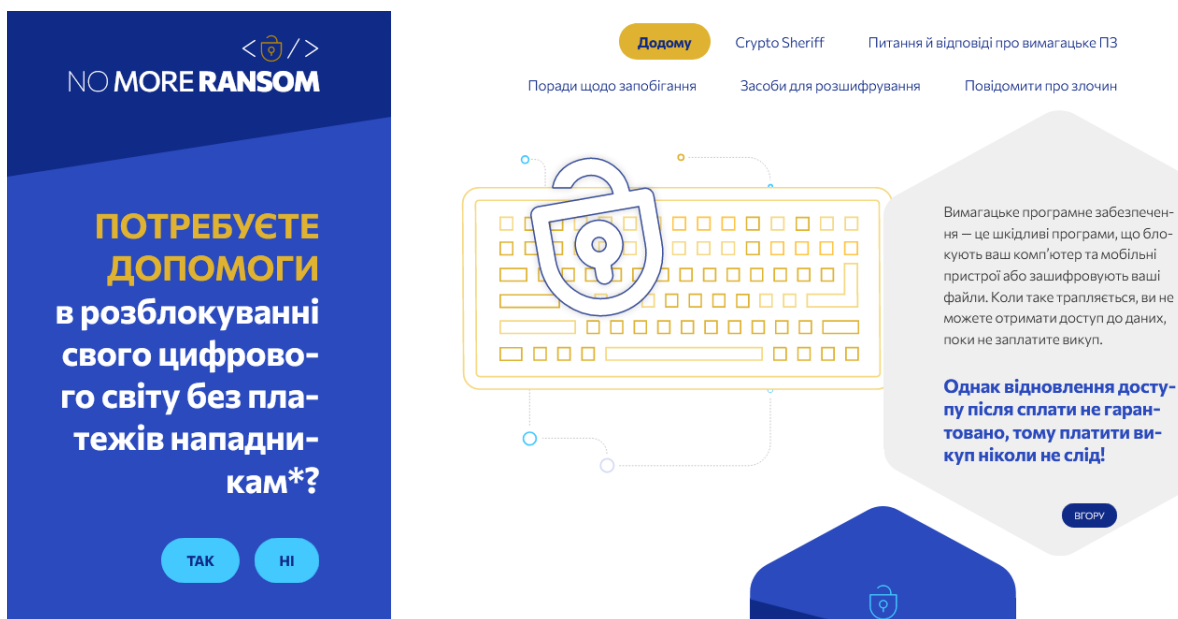 NO MORE RANSOM
ПОТРЕБУЄТЕ
ДОПОМОГИ
в розблокуванні
свого цифрово-
го світу без пла-
тежів нападни-
кам*?
ТАК НІ
Додому Crypto Sheriff Питання й відповіді про вимагацьке ПЗ
Поради щодо запобігання Засоби для розшифрування Повідомити про злочин
Вимагацьке програмне забезпечен-
ня — це шкідливі програми, що бло-
кують ваш комп’ютер та мобільні
пристрої або зашифровують ваші
файли. Коли таке трапляється, ви не
можете отримати доступ до даних,
поки не заплатите викуп.
Однак відновлення досту-
пу після сплати не гаран-
товано, тому платити ви-
куп ніколи не слід!
ВГОРУ